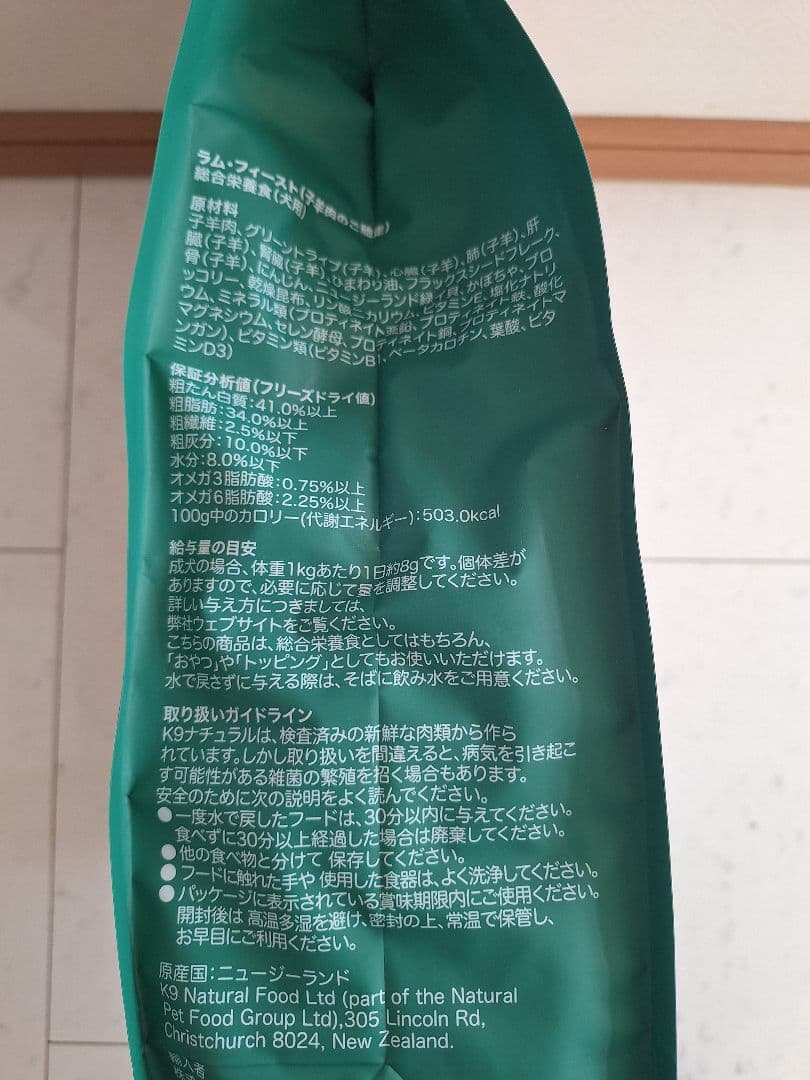 ラム・フィースト(子羊肉のご馳走)
総合栄養食(犬用)
原材料
子羊肉、グリーントライプ(子羊)、心臓(子羊)、肺(子羊)、肝
臓(子羊)、腎臓(子羊)、ひまわり油、フラックスシードフレーク、
骨(子羊)、にんじん、ニュージーランド緑イ貝、かぼちゃ、ブロ
ッコリー、乾燥昆布、リン酸三カリウム、ビタミンE、塩化ナトリ
ウム、ミネラル類(プロティネイト亜鉛、プロティネイト鉄、酸化
マグネシウム、セレン酵母、プロティネイト銅、プロティネイトマ
ンガン)、ビタミン類(ビタミンB1、ベータカロチン、葉酸、ビタ
ミンD3)
保証分析値(フリーズドライ値)
粗たん白質:41.0%以上
粗脂肪:34.0%以上
粗繊維:2.5%以下
粗灰分:10.0%以下
水分:8.0%以下
オメガ3脂肪酸:0.75%以上
オメガ6脂肪酸:2.25%以上
100g中のカロリー(代謝エネルギー):503.0kcal
給与量の目安
成犬の場合、体重1kgあたり1日約8gです。個体差が
ありますので、必要に応じて量を調整してください。
詳しい与え方につきましては、
弊社ウェブサイトをご覧ください。
こちらの商品は、総合栄養食としてはもちろん、
「おやつ」や「トッピング」としてもお使いいただけます。
水で戻さずに与える際は、そばに飲み水をご用意ください。
取り扱いガイドライン
K9ナチュラルは、検査済みの新鮮な肉類から作ら
れています。しかし取り扱いを間違えると、病気を引き起こ
す可能性がある雑菌の繁殖を招く場合もあります。
安全のために次の説明をよく読んでください。
●一度水で戻したフードは、30分以内に与えてください。
食べずに30分以上経過した場合は廃棄してください。
●他の食べ物と分けて 保存してください。
●フードに触れた手や 使用した食器は、よく洗浄してください。
●パッケージに表示されている賞味期限内にご使用ください。
開封後は 高温多湿を避け、密封の上、常温で保管し、
お早目にご利用ください。
原産国:ニュージーランド
K9 Natural Food Ltd (part of the Natural
Pet Food Group Ltd),305 Lincoln Rd,
Christchurch 8024, New Zealand.
輸入者